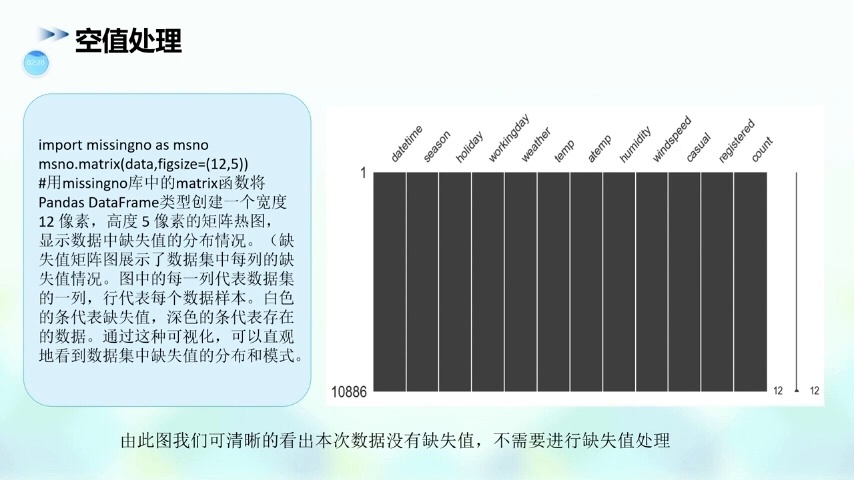 空值处理
02:20
import missingno as msno
msno.matrix(data,figsize=(12,5))
#用missingno库中的matrix函数将
Pandas DataFrame类型创建一个宽度
12 像素，高度 5 像素的矩阵热图，
显示数据中缺失值的分布情况。（缺
失值矩阵图展示了数据集中每列的缺
失值情况。图中的每一列代表数据集
的一列，行代表每个数据样本。白色
的条代表缺失值，深色的条代表存在
的数据。通过这种可视化，可以直观
地看到数据集中缺失值的分布和模式。
datetime season holiday workingday weather temp atemp humidity windspeed casual registered count
1
10886
12 12
由此图我们可清晰的看出本次数据没有缺失值，不需要进行缺失值处理